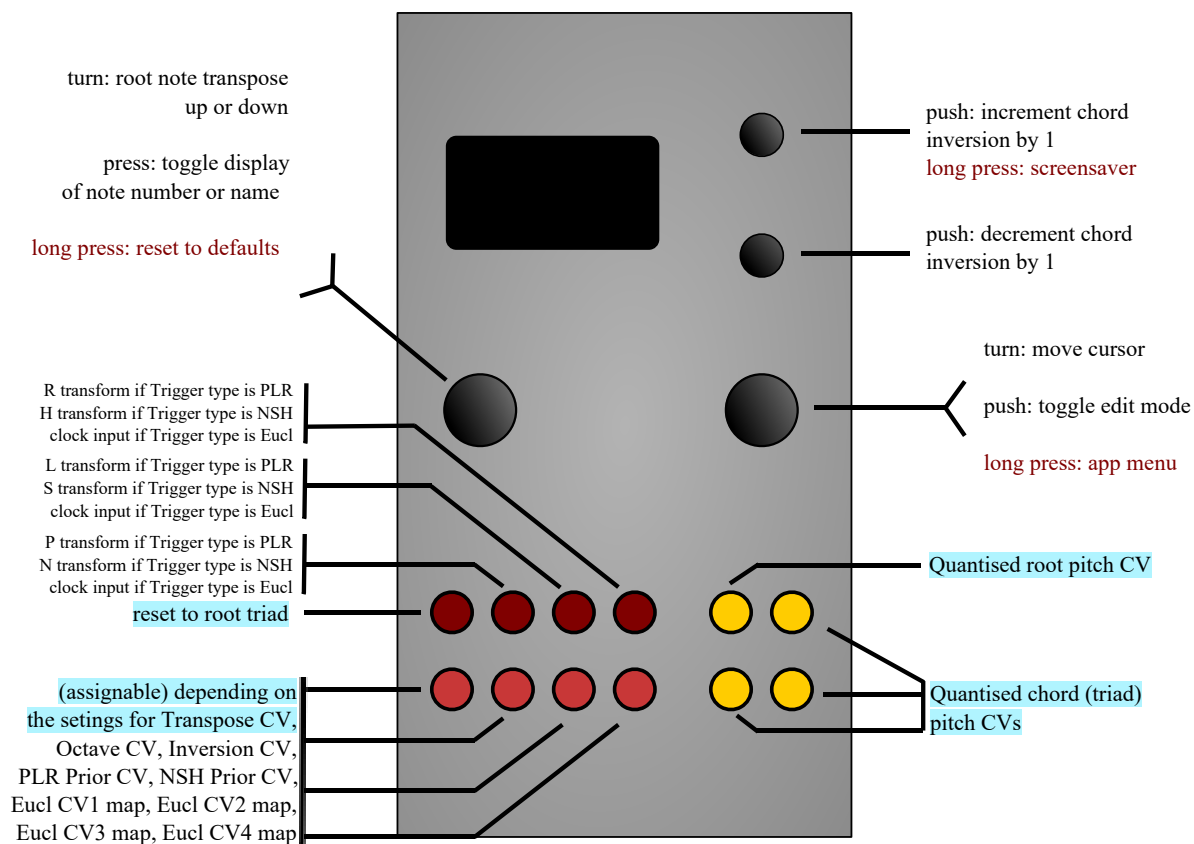 turn: root note transpose
up or down
press: toggle display
of note number or name
long press: reset to defaults
R transform if Trigger type is PLR
H transform if Trigger type is NSH
clock input if Trigger type is Eucl
L transform if Trigger type is PLR
S transform if Trigger type is NSH
clock input if Trigger type is Eucl
P transform if Trigger type is PLR
N transform if Trigger type is NSH
clock input if Trigger type is Eucl
reset to root triad
(assignable) depending on
the setings for Transpose CV,
Octave CV, Inversion CV,
PLR Prior CV, NSH Prior CV,
Eucl CV1 map, Eucl CV2 map,
Eucl CV3 map, Eucl CV4 map
push: increment chord
inversion by 1
long press: screensaver
push: decrement chord
inversion by 1
turn: move cursor
push: toggle edit mode
long press: app menu
Quantised root pitch CV
Quantised chord (triad)
pitch CVs